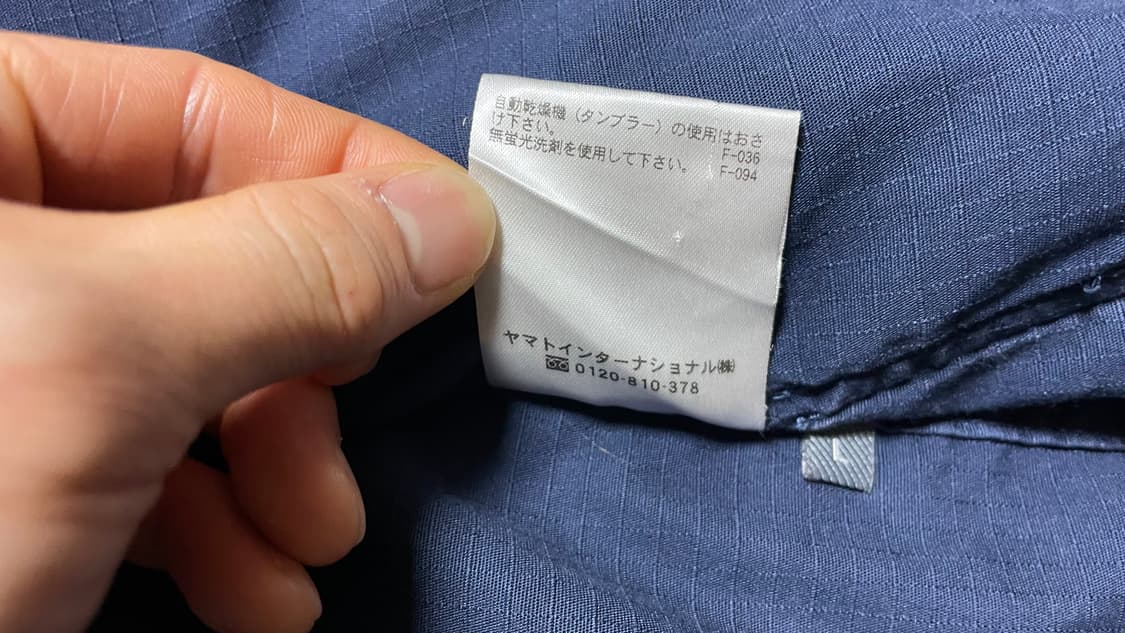 自動乾燥機（タンブラー）の使用はおさ
け下さい。 F-036
無蛍光洗剤を使用して下さい。 F-094
ヤマトインターナショナル㈱
0120-810-378
L